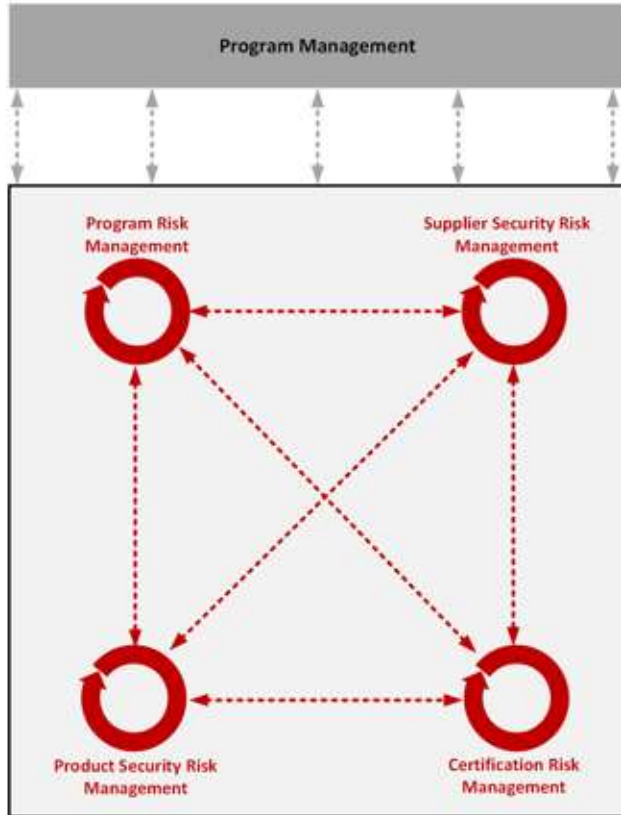 Program Management
Program Risk
Management
Supplier Security Risk
Management
Product Security Risk
Management
Certification Risk
Management